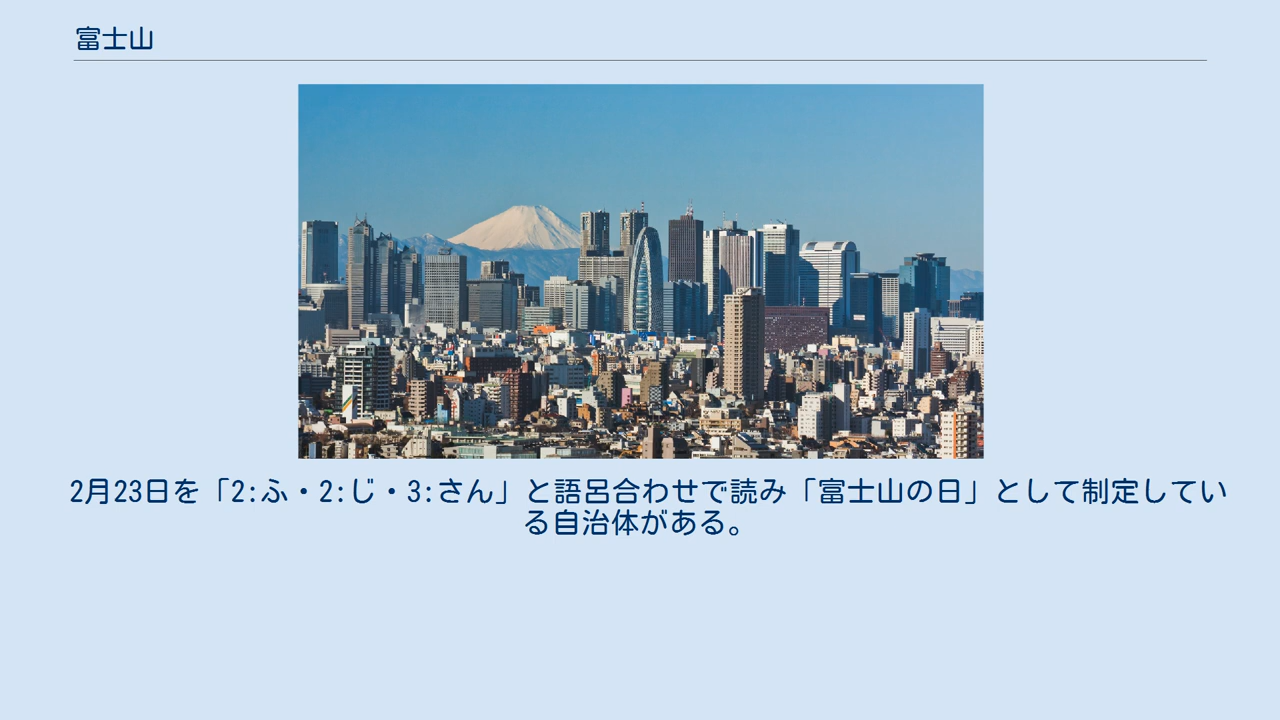 富士山
2月23日を「2:ふ・2:じ・3:さん」と語呂合わせで読み「富士山の日」として制定してい
る自治体がある。